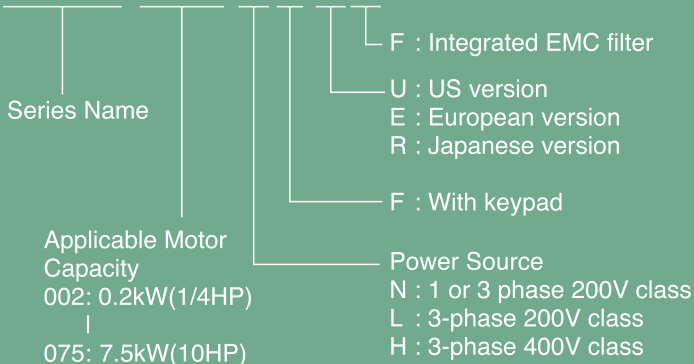 F : Integrated EMC filter
U : US version
E : European version
R : Japanese version
Series Name
F : With keypad
Applicable Motor
Capacity
002: 0.2kW(1/4HP)
|
075: 7.5kW(10HP)
Power Source
N : 1 or 3 phase 200V class
L : 3-phase 200V class
H : 3-phase 400V class